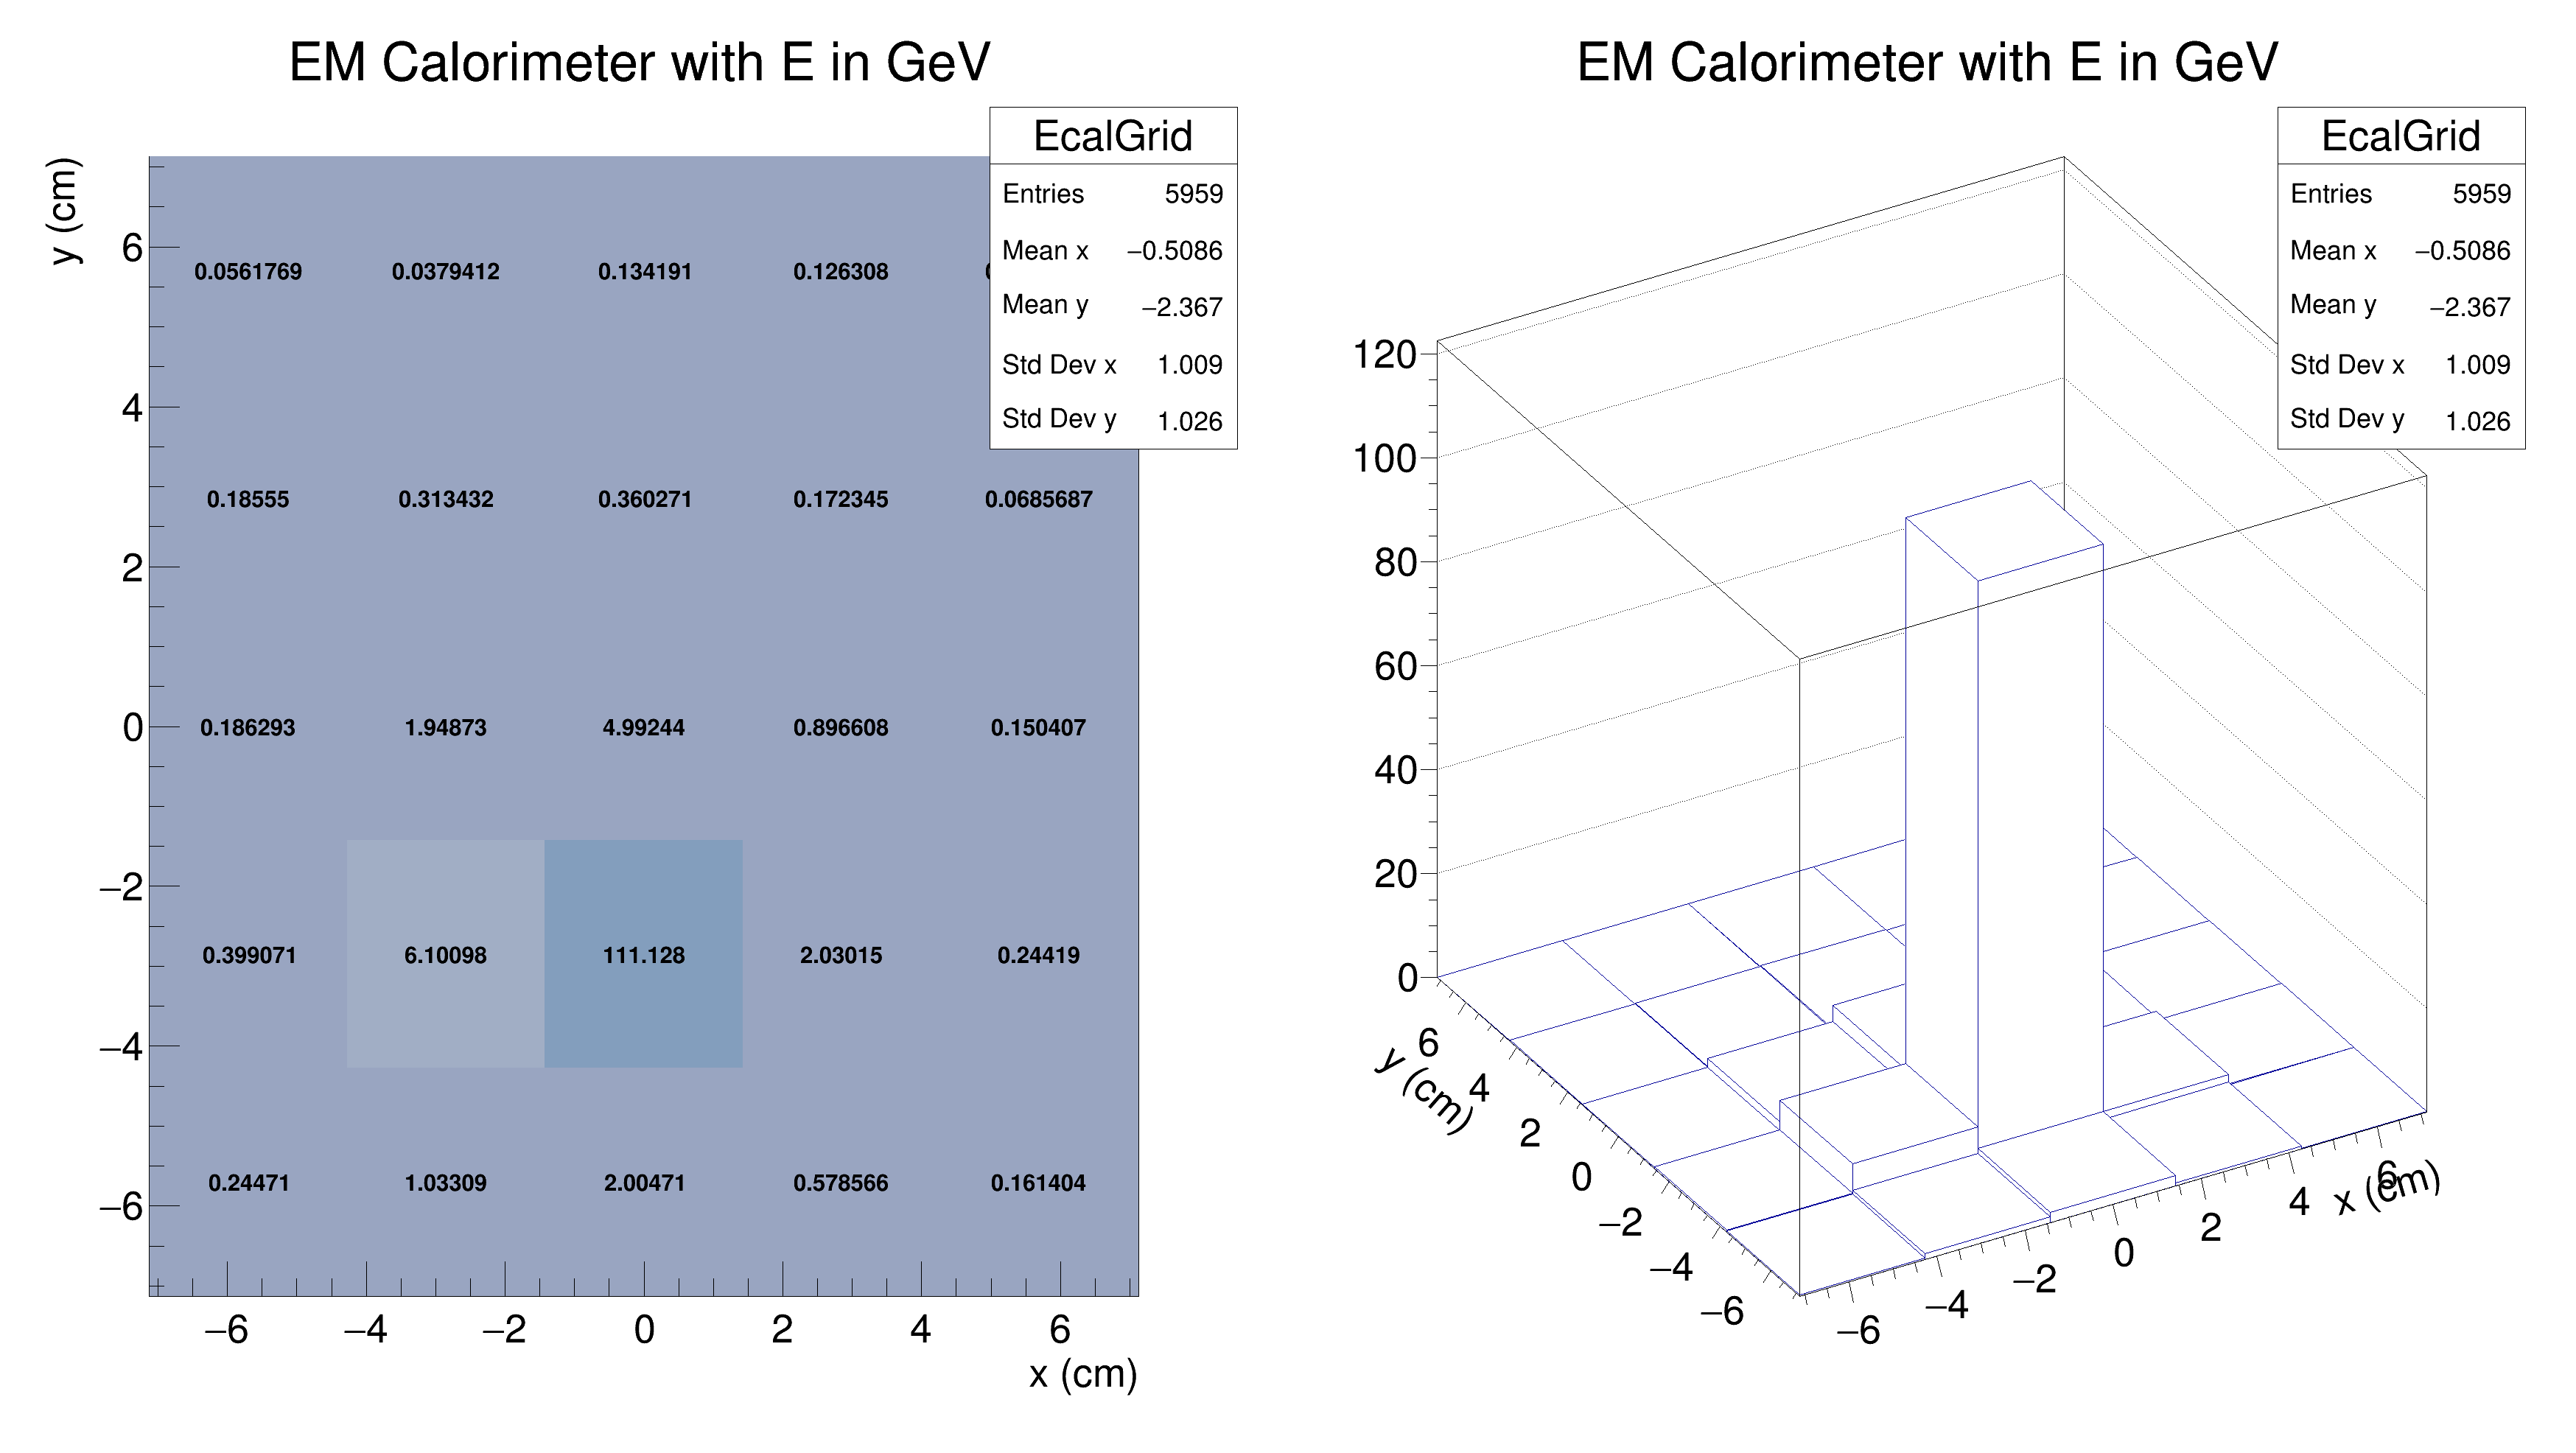 EM Calorimeter with E in GeV
EcalGrid
Entries 5959
Mean x −0.5086
Mean y −2.367
Std Dev x 1.009
Std Dev y 1.026
y (cm)
6
4
2
0
−2
−4
−6
0.0561769 0.0379412 0.134191 0.126308
0.18555 0.313432 0.360271 0.172345 0.0685687
0.186293 1.94873 4.99244 0.896608 0.150407
0.399071 6.10098 111.128 2.03015 0.24419
0.24471 1.03309 2.00471 0.578566 0.161404
−6 −4 −2 0 2 4 6
x (cm)
EM Calorimeter with E in GeV
EcalGrid
Entries 5959
Mean x −0.5086
Mean y −2.367
Std Dev x 1.009
Std Dev y 1.026
120
100
80
60
40
20
0
y (cm)
6
4
2
0
−2
−4
−6
−6 −4 −2 0 2 4 6
x (cm)